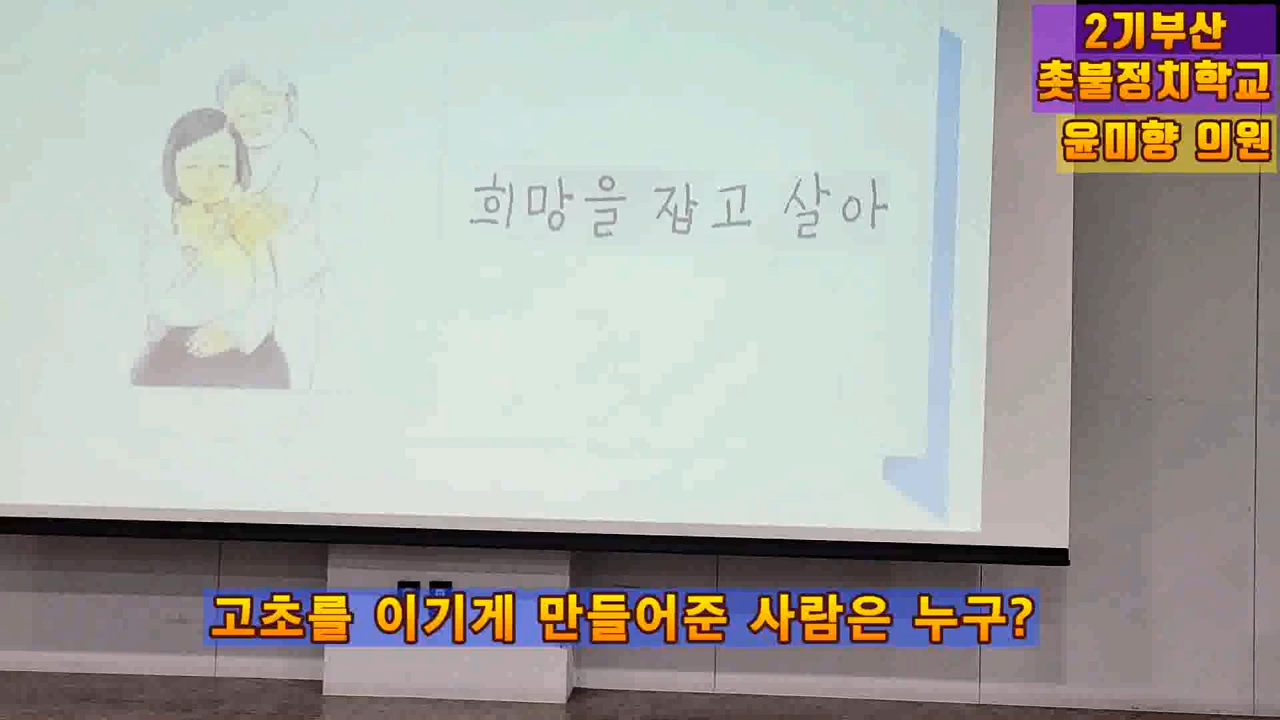 2기부산
촛불정치학교
윤미향 의원
희망을 잡고 살아
고초를 이기게 만들어준 사람은 누구?